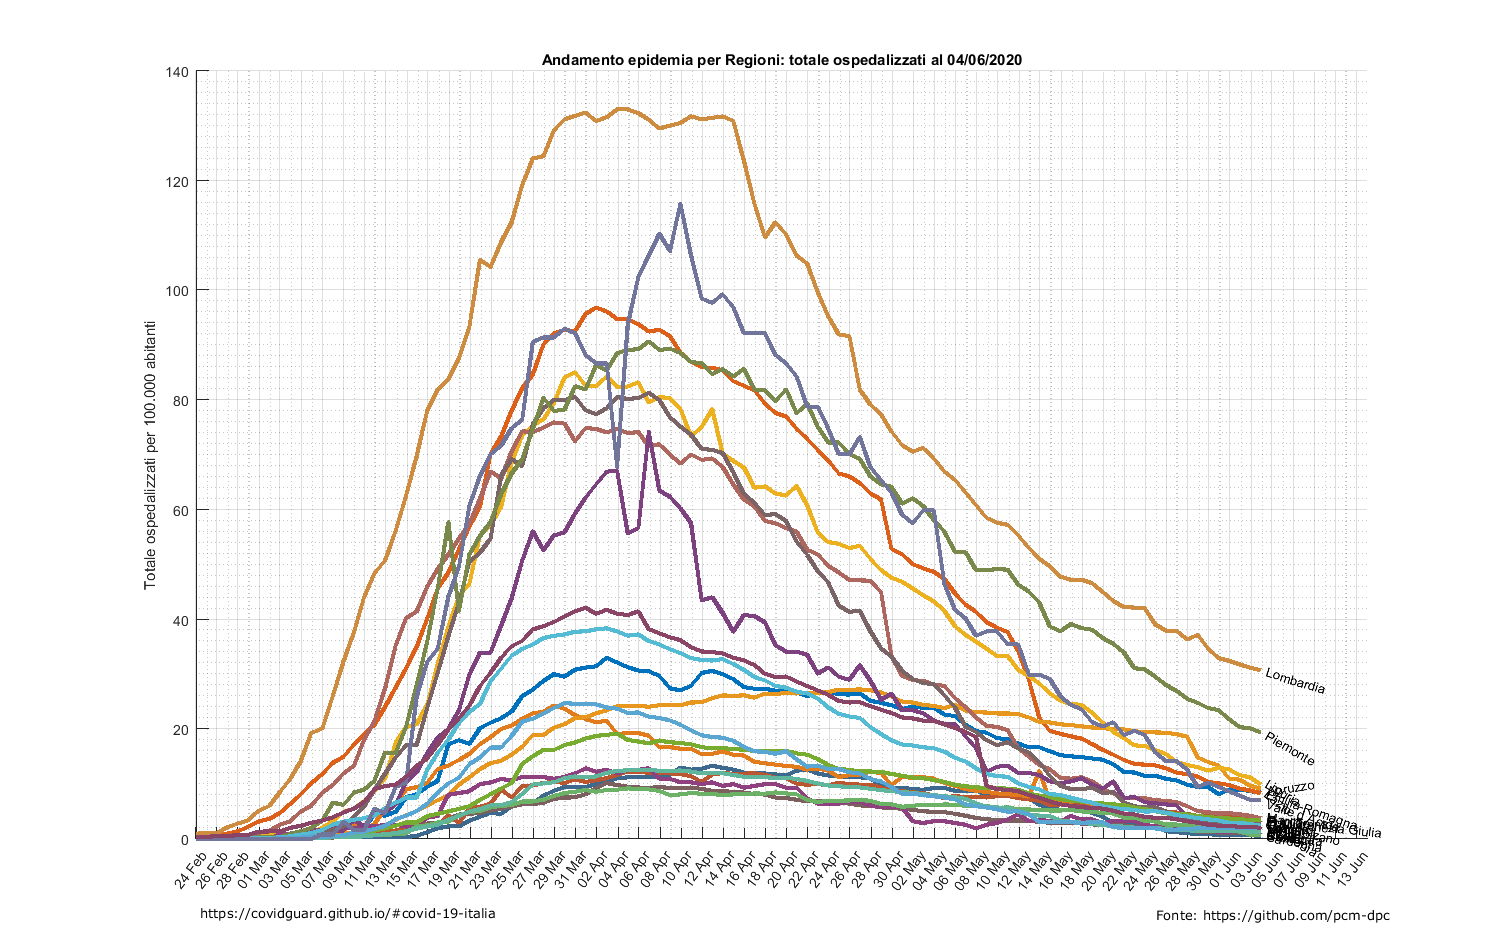 Andamento epidemia per Regioni: totale ospedalizzati al 04/06/2020
Totale ospedalizzati per 100.000 abitanti
140
120
100
80
60
40
20
0
Lombardia
Piemonte
24 Feb
26 Feb
28 Feb
01 Mar
03 Mar
05 Mar
07 Mar
09 Mar
11 Mar
13 Mar
15 Mar
17 Mar
19 Mar
21 Mar
23 Mar
25 Mar
27 Mar
29 Mar
31 Mar
02 Apr
04 Apr
06 Apr
08 Apr
10 Apr
12 Apr
14 Apr
16 Apr
18 Apr
20 Apr
22 Apr
24 Apr
26 Apr
28 Apr
30 Apr
02 May
04 May
06 May
08 May
10 May
12 May
14 May
16 May
18 May
20 May
22 May
24 May
26 May
28 May
30 May
01 Jun
03 Jun
05 Jun
07 Jun
09 Jun
11 Jun
13 Jun
https://covidguard.github.io/#covid-19-italia
Fonte: https://github.com/pcm-dpc